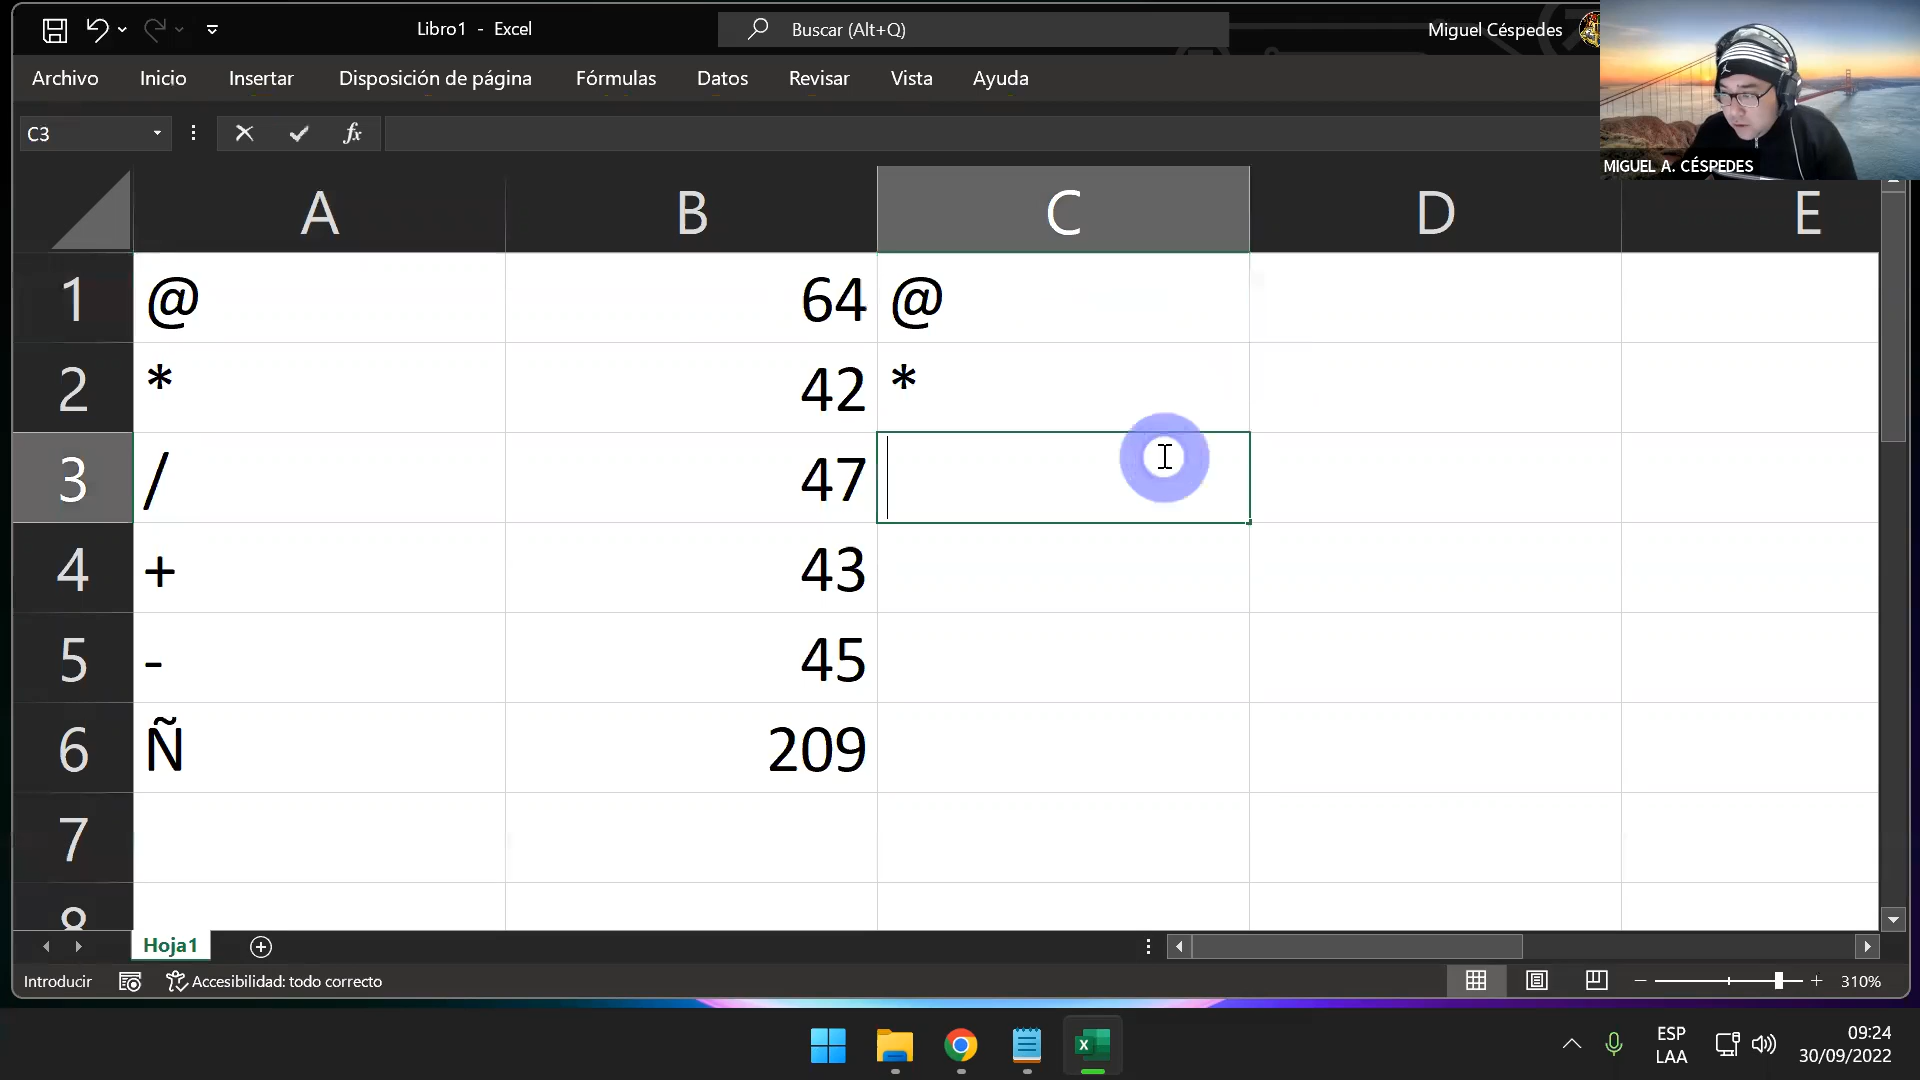 Libro1 - Excel
Buscar (Alt+Q)
Miguel Céspedes
Archivo Inicio Insertar Disposición de página Fórmulas Datos Revisar Vista Ayuda
MIGUEL A. CÉSPEDES
C3 fx
A B C D E
1 @ 64 @
2 * 42 *
3 / 47
4 + 43
5 - 45
6 Ñ 209
7
8
Hoja1
Introducir Accesibilidad: todo correcto 310%
ESP 09:24
LAA 30/09/2022